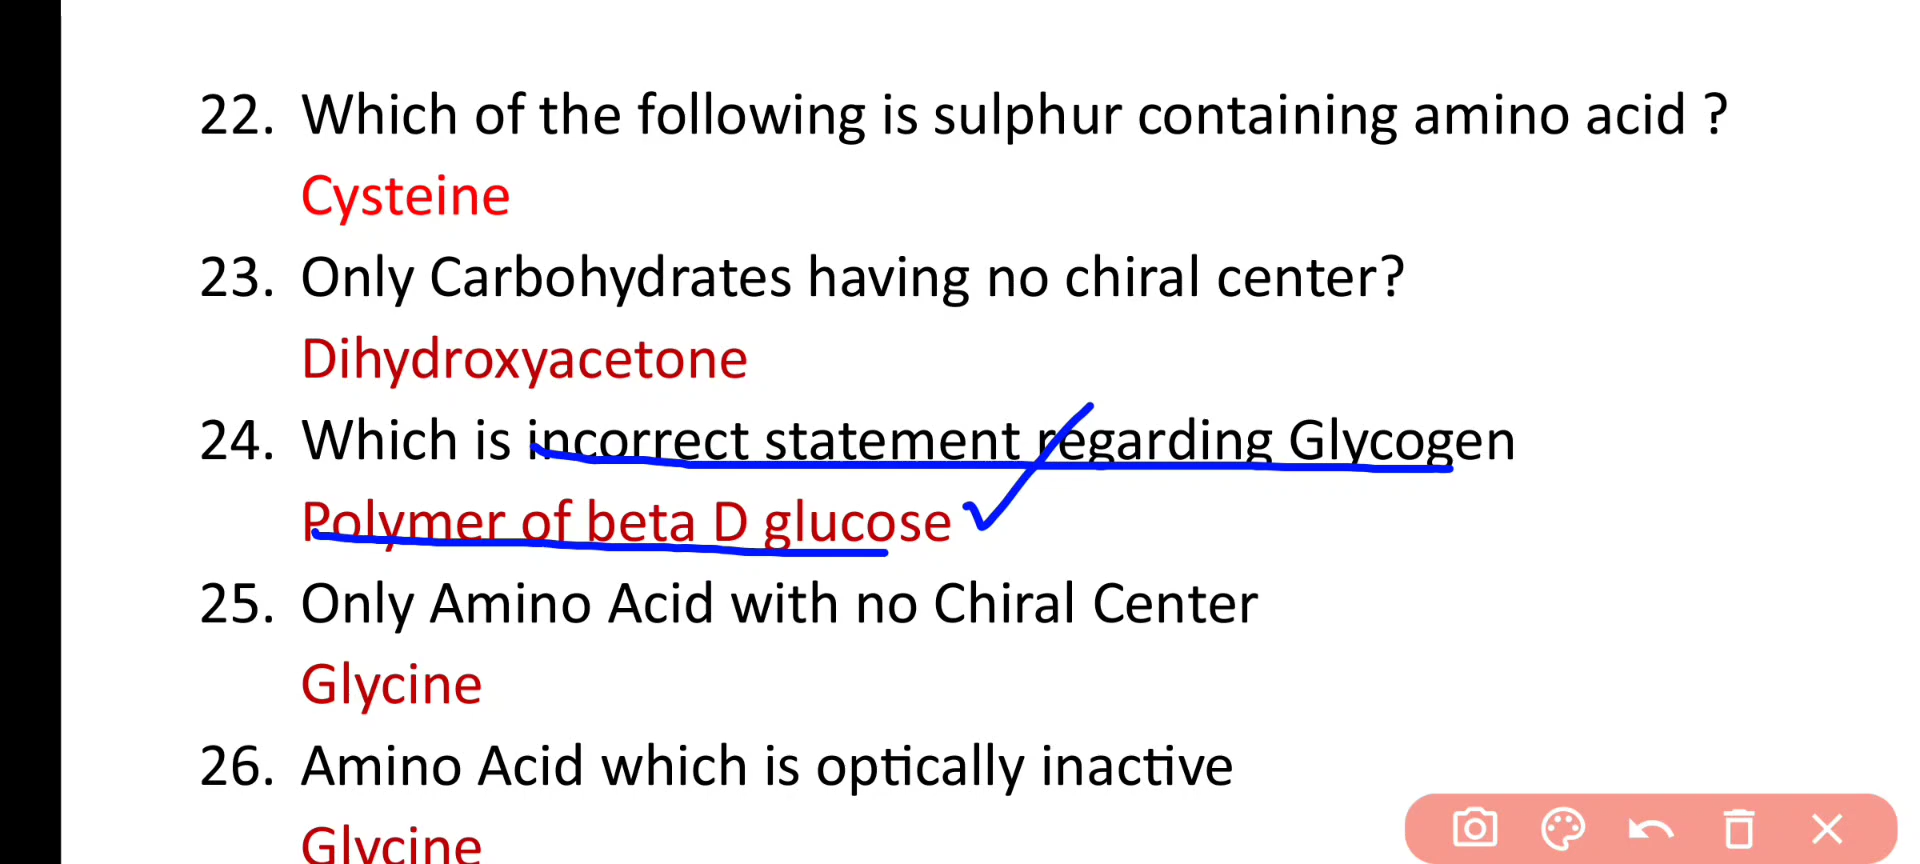 22. Which of the following is sulphur containing amino acid ?
Cysteine
23. Only Carbohydrates having no chiral center?
Dihydroxyacetone
24. Which is incorrect statement regarding Glycogen
Polymer of beta D glucose
25. Only Amino Acid with no Chiral Center
Glycine
26. Amino Acid which is optically inactive
Glycine